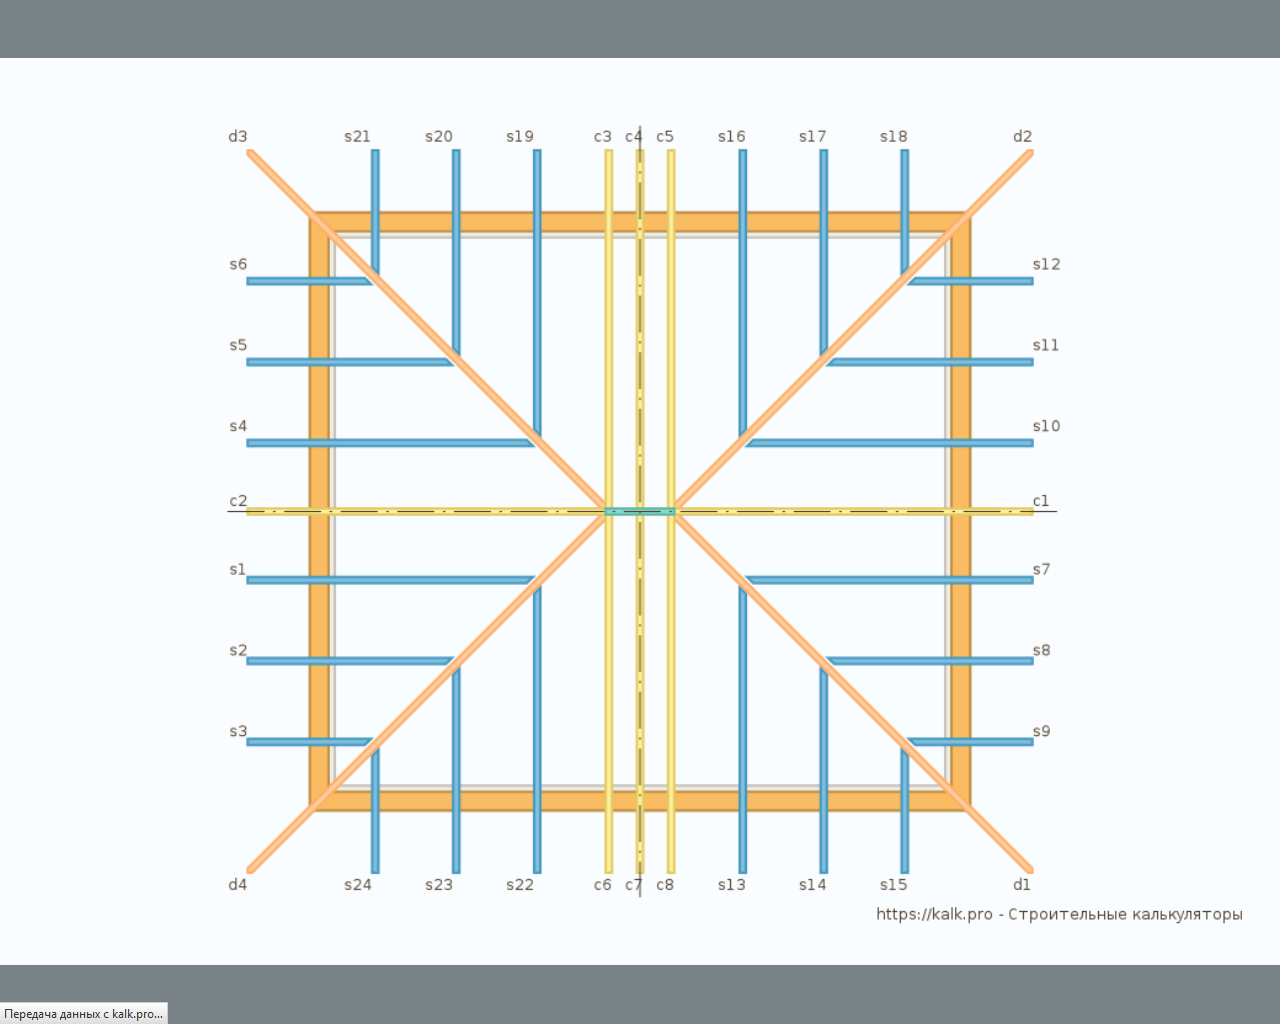 d3 s21 s20 s19 c3 c4 c5 s16 s17 s18 d2
s6 s12
s5 s11
s4 s10
c2 c1
s1 s7
s2 s8
s3 s9
d4 s24 s23 s22 c6 c7 c8 s13 s14 s15 d1
https://kalk.pro - Строительные калькуляторы
Передача данных с kalk.pro...